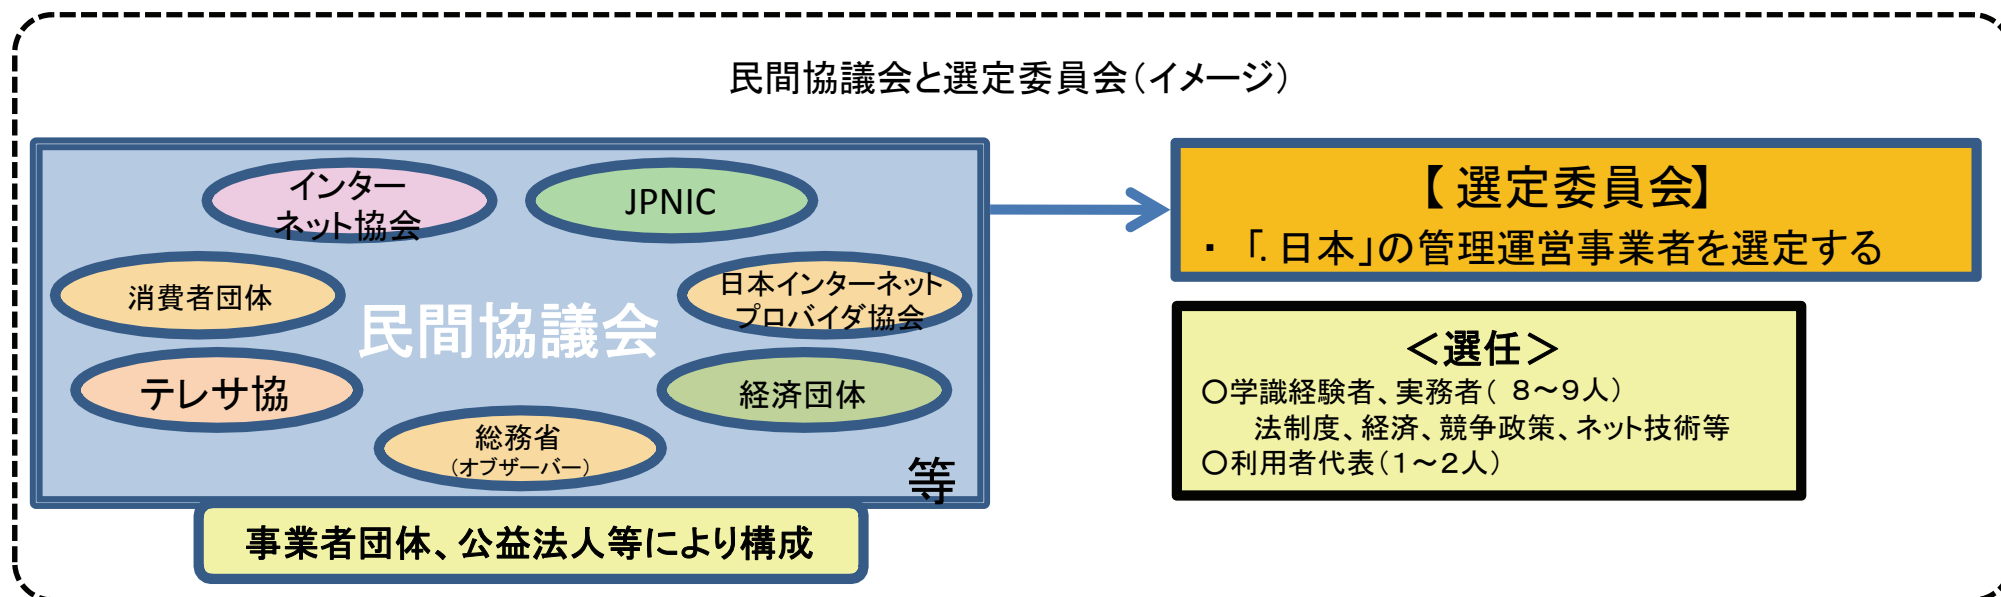 民間協議会と選定委員会（イメージ）
インター
ネット協会
JPNIC
消費者団体
日本インターネット
プロバイダ協会
民間協議会
テレサ協
経済団体
総務省
（オブザーバー）
等
事業者団体、公益法人等により構成
【選定委員会】
・「.日本」の管理運営事業者を選定する
＜選任＞
○学識経験者、実務者（ 8～9人）
法制度、経済、競争政策、ネット技術等
○利用者代表（1～2人）